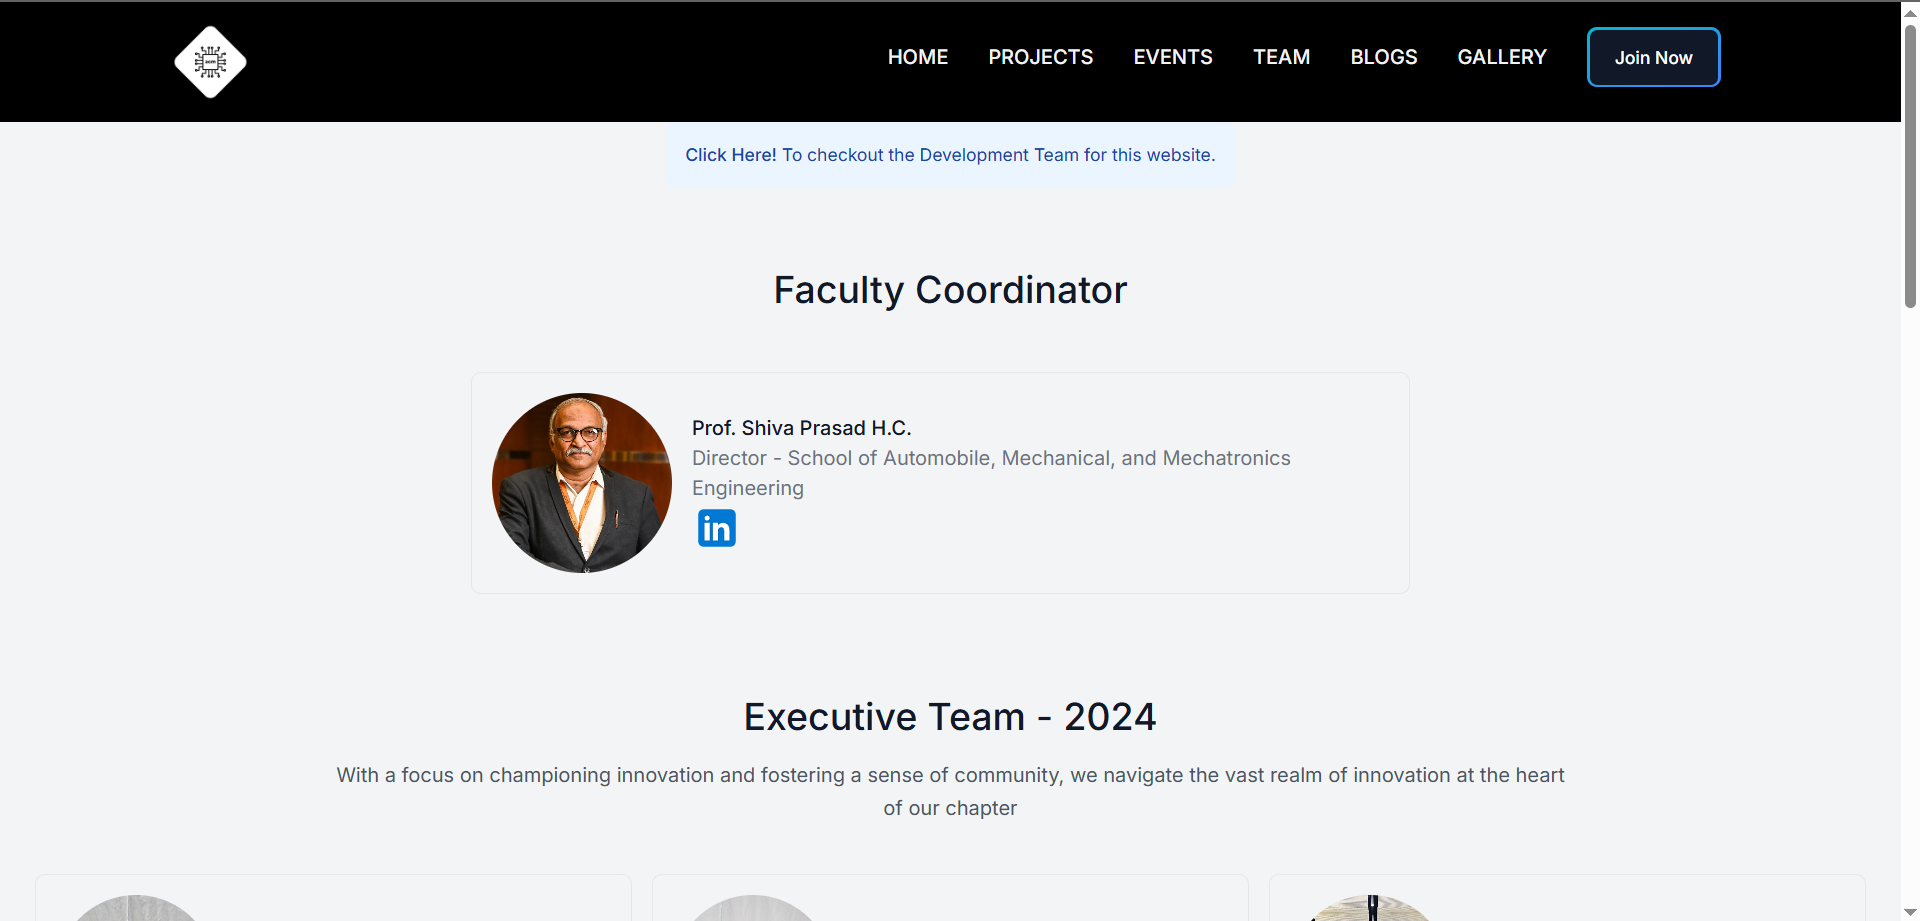 HOME PROJECTS EVENTS TEAM BLOGS GALLERY Join Now
Click Here! To checkout the Development Team for this website.
Faculty Coordinator
Prof. Shiva Prasad H.C.
Director - School of Automobile, Mechanical, and Mechatronics
Engineering
in
Executive Team - 2024
With a focus on championing innovation and fostering a sense of community, we navigate the vast realm of innovation at the heart
of our chapter